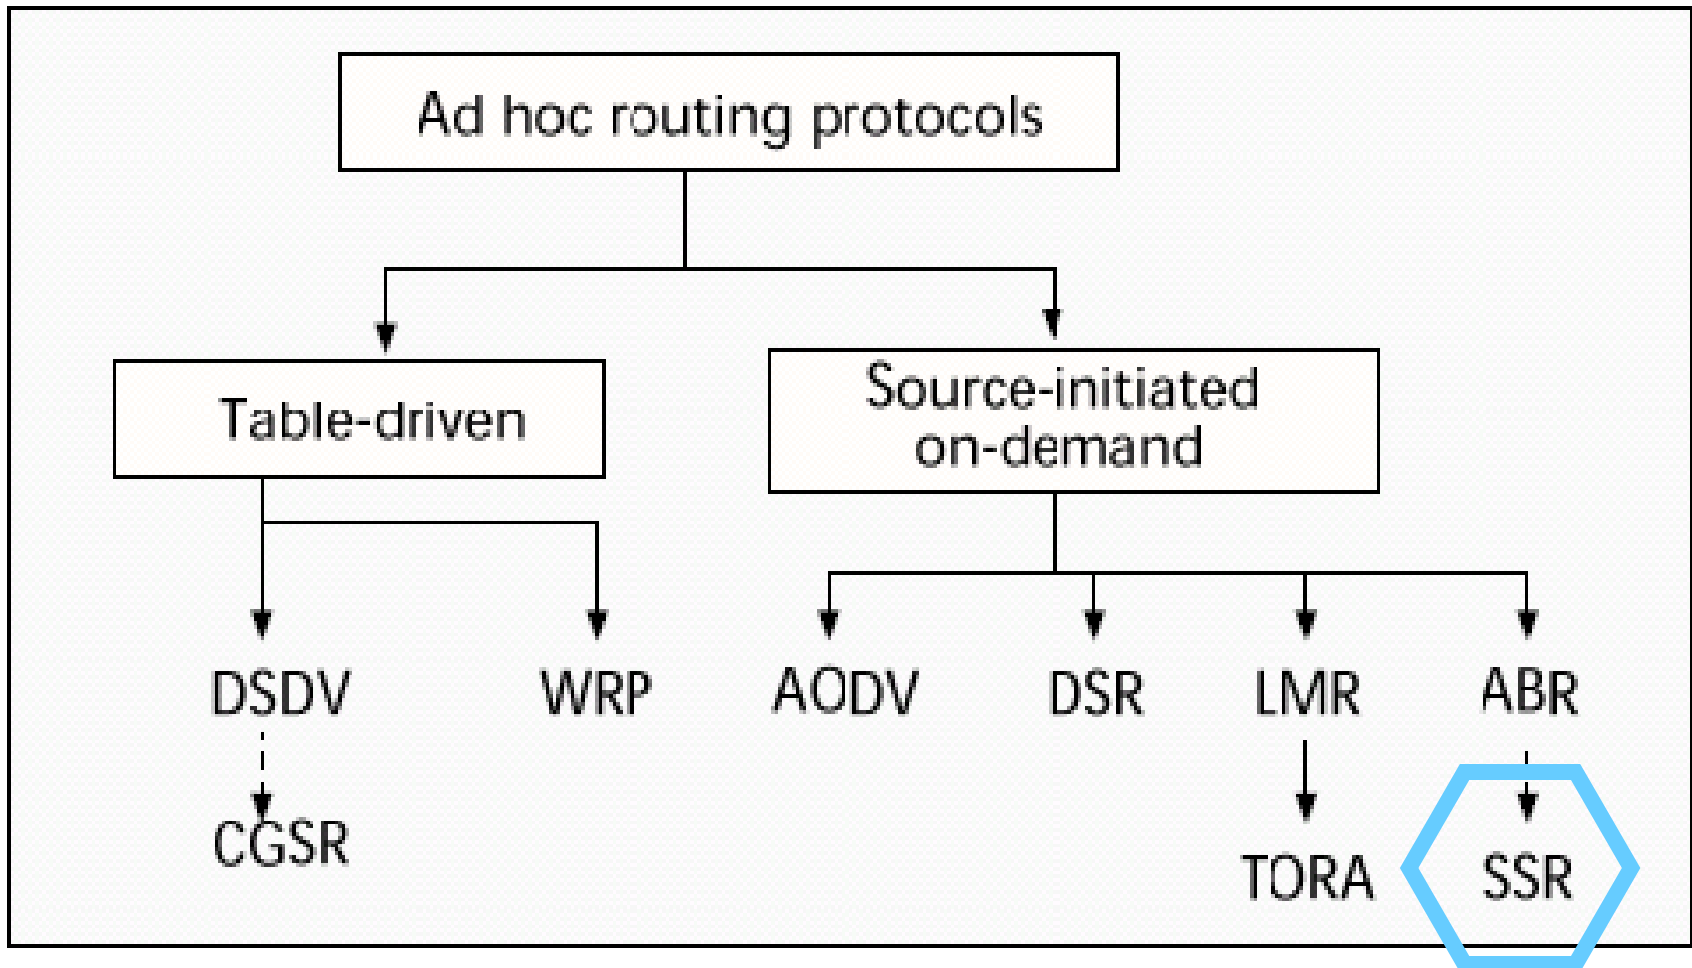 Ad hoc routing protocols
Table-driven
Source-initiated
on-demand
DSDV
WRP
AODV
DSR
LMR
ABR
CGSR
TORA
SSR